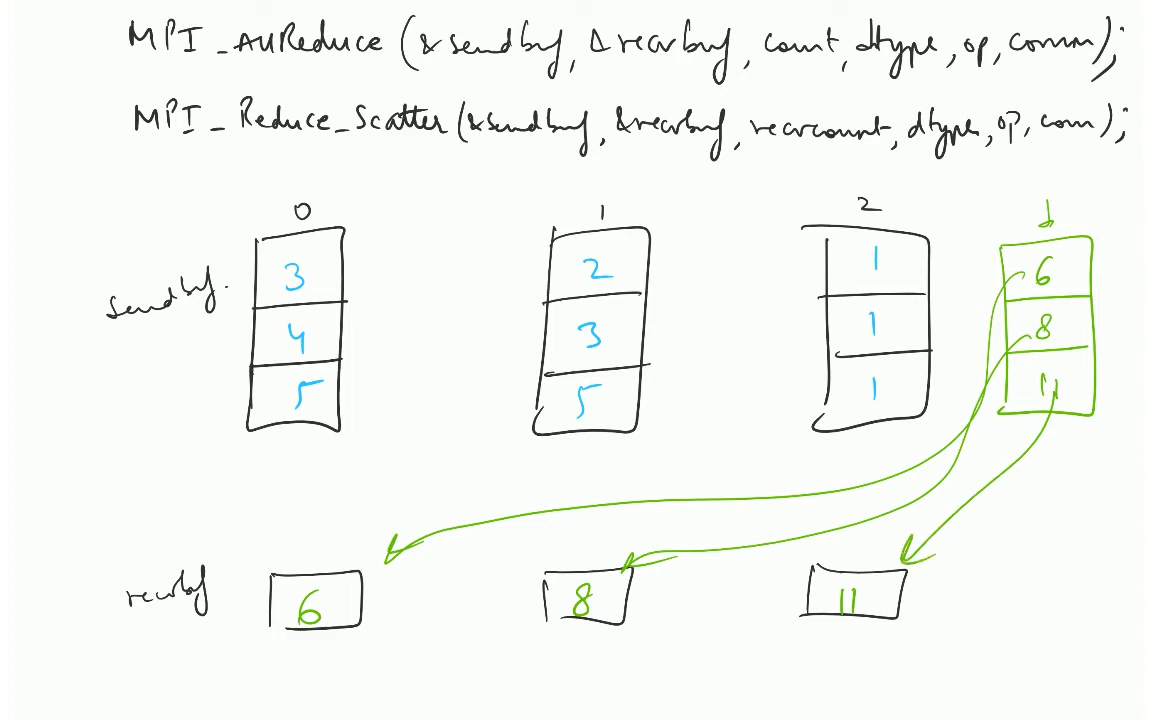 MPI_AllReduce (&sendbuf, &recvbuf, count, dtype, op, comm);
MPI_Reduce_Scatter (&sendbuf, &recvbuf, recvcount, dtype, op, com);
0 1 2
sendbuf.
3 2 1 6
4 3 1 8
5 5 1 11
recvbuf
6 8 11